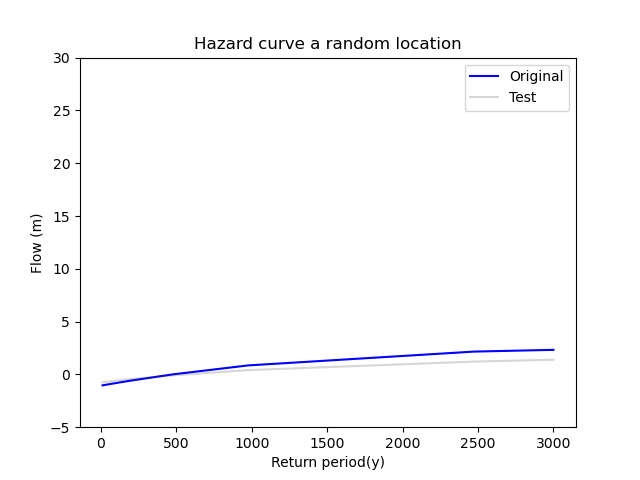 Hazard curve a random location
Original
Test
30
25
20
15
10
5
0
−5
Flow (m)
0 500 1000 1500 2000 2500 3000
Return period(y)